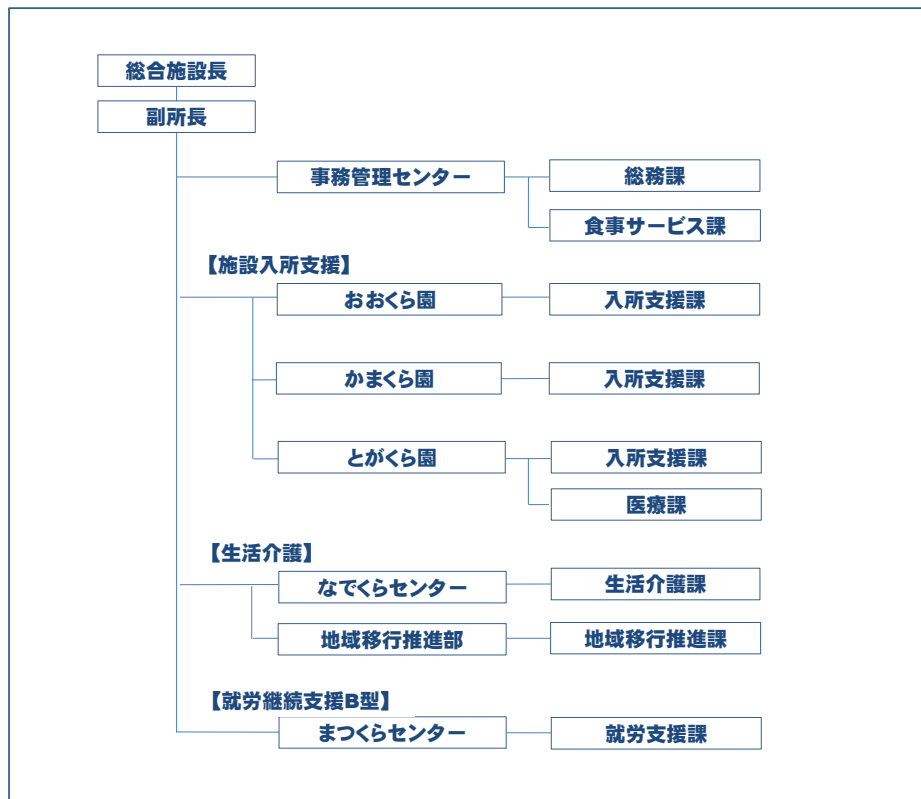 総合施設長
副所長
事務管理センター
総務課
食事サービス課
【施設入所支援】
おおくら園
入所支援課
かまくら園
入所支援課
とがくら園
入所支援課
医療課
【生活介護】
なでくらセンター
生活介護課
地域移行推進部
地域移行推進課
【就労継続支援B型】
まつくらセンター
就労支援課